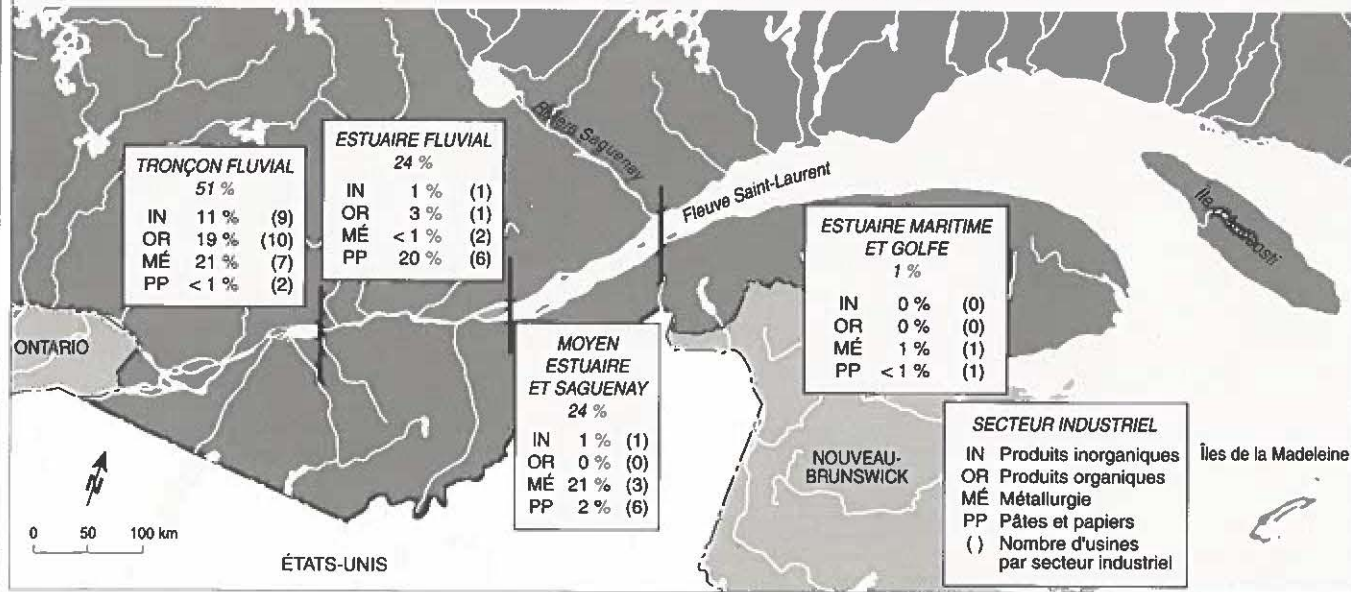 TRONÇON FLUVIAL
51 %
IN 11 % (9)
OR 19 % (10)
MÉ 21 % (7)
PP < 1 % (2)
ESTUAIRE FLUVIAL
24 %
IN 1 % (1)
OR 3 % (1)
MÉ < 1 % (2)
PP 20 % (6)
Rivière Saguenay
Fleuve Saint-Laurent
ESTUAIRE MARITIME
ET GOLFE
1 %
IN 0 % (0)
OR 0 % (0)
MÉ 1 % (1)
PP < 1 % (1)
Île d'Anticosti
ONTARIO
MOYEN
ESTUAIRE
ET SAGUENAY
24 %
IN 1 % (1)
OR 0 % (0)
MÉ 21 % (3)
PP 2 % (6)
NOUVEAU-
BRUNSWICK
SECTEUR INDUSTRIEL
IN Produits inorganiques
OR Produits organiques
MÉ Métallurgie
PP Pâtes et papiers
( ) Nombre d'usines
par secteur industriel
Îles de la Madeleine
N
0 50 100 km
ÉTATS-UNIS